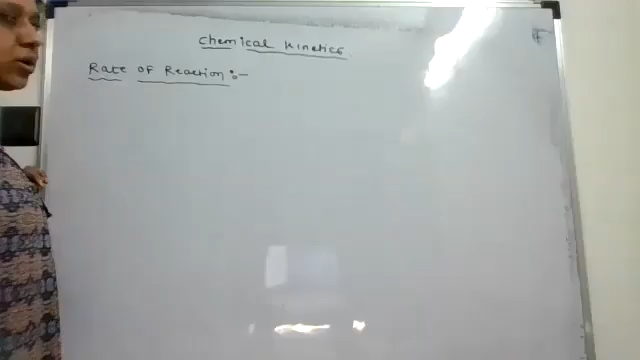 Chemical Kinetics
Rate of Reaction :-